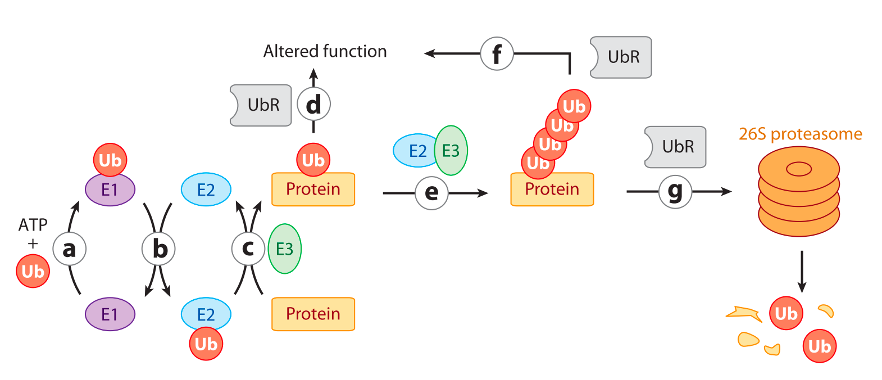 Altered function
f
UbR
UbR
d
Ub
E2
E3
Ub
Ub
Ub
Ub
UbR
26S proteasome
Ub
E1
E2
Ub
Protein
e
Protein
g
ATP
+
Ub
a
b
c
E3
E1
E2
Ub
Protein
Ub
Ub